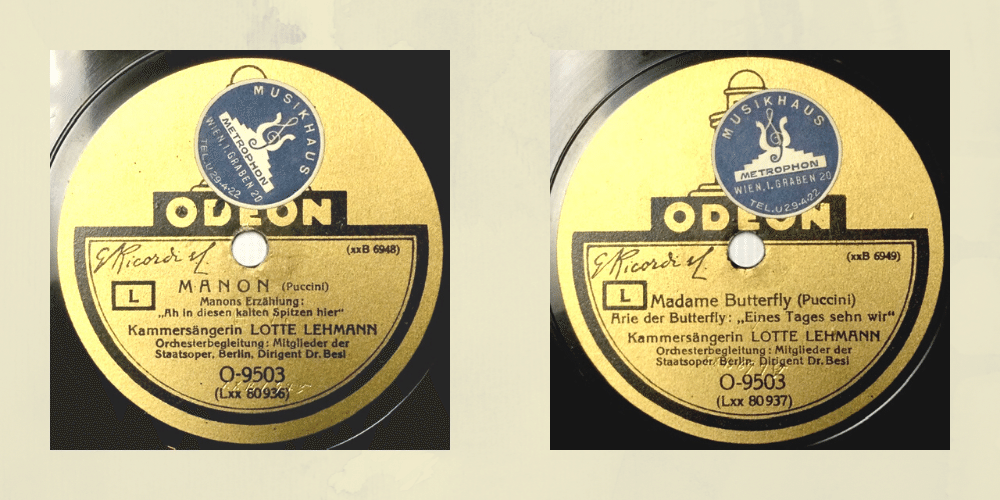 MUSIKHAUS
METROPHON
WIEN, I. GRABEN 20
TEL. U 29-A-22
ODEON
G Ricordi
(xxB 6948)
L
MANON (Puccini)
Manons Erzählung:
„Ah in diesen kalten Spitzen hier“
Kammersängerin LOTTE LEHMANN
Orchesterbegleitung: Mitglieder der
Staatsoper, Berlin, Dirigent Dr. Besl
O-9503
(Lxx 80936)
MUSIKHAUS
METROPHON
WIEN, I. GRABEN 20
TEL. U 29-A-22
ODEON
G Ricordi
(xxB 6949)
L
Madame Butterfly (Puccini)
Arie der Butterfly: „Eines Tages sehn wir“
Kammersängerin LOTTE LEHMANN
Orchesterbegleitung: Mitglieder der
Staatsoper, Berlin, Dirigent Dr. Besl
O-9503
(Lxx 80937)